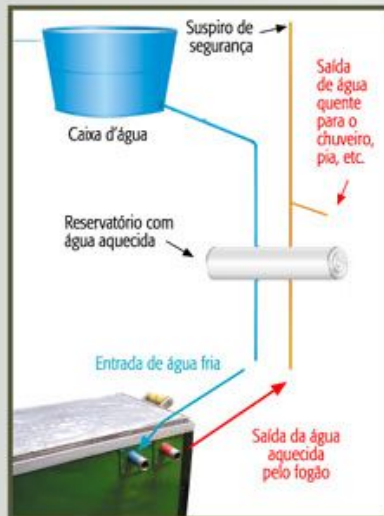 Suspiro de
segurança
Saída
de água
quente
para o
chuveiro,
pia, etc.
Caixa d'água
Reservatório com
água aquecida
Entrada de água fria
Saída da água
aquecida
pelo fogão